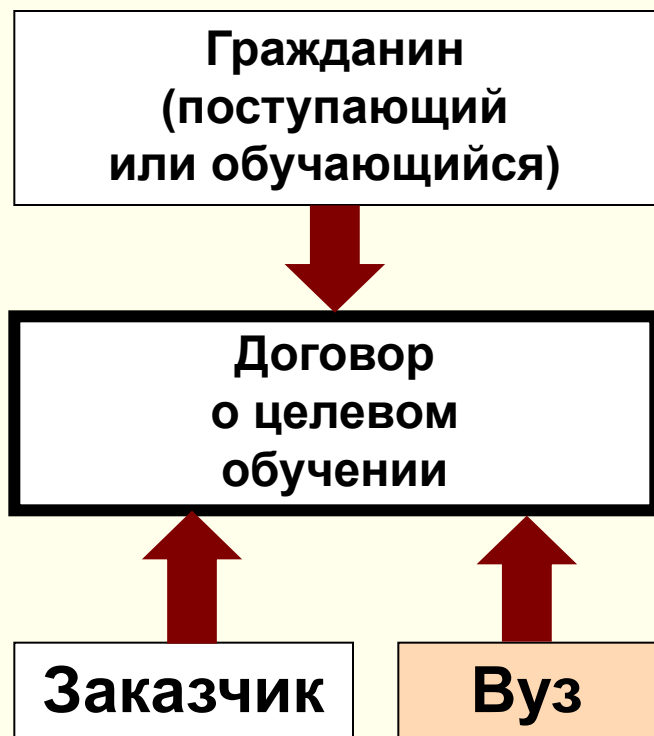 Гражданин
(поступающий
или обучающийся)
Договор
о целевом
обучении
Заказчик
Вуз